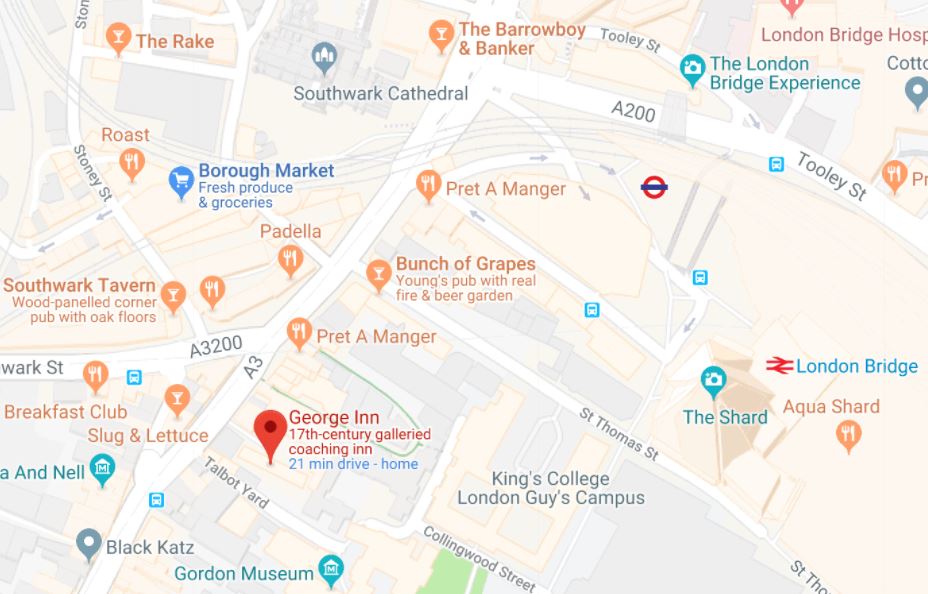 Ston
The Rake
The Barrowboy
& Banker
Tooley St
London Bridge Hosp
Southwark Cathedral
The London
Bridge Experience
Cotto
A200
Roast
Stoney St
Borough Market
Fresh produce
& groceries
Pret A Manger
Tooley St
Pr
Padella
Southwark Tavern
Wood-panelled corner
pub with oak floors
Bunch of Grapes
Young's pub with real
fire & beer garden
Pret A Manger
A3200
wark St
A3
London Bridge
The Shard
Aqua Shard
Breakfast Club
Slug & Lettuce
George Inn
17th-century galleried
coaching inn
21 min drive - home
St Thomas St
a And Nell
Talbot Yard
King's College
London Guy's Campus
Black Katz
Collingwood Street
Gordon Museum
St Tho